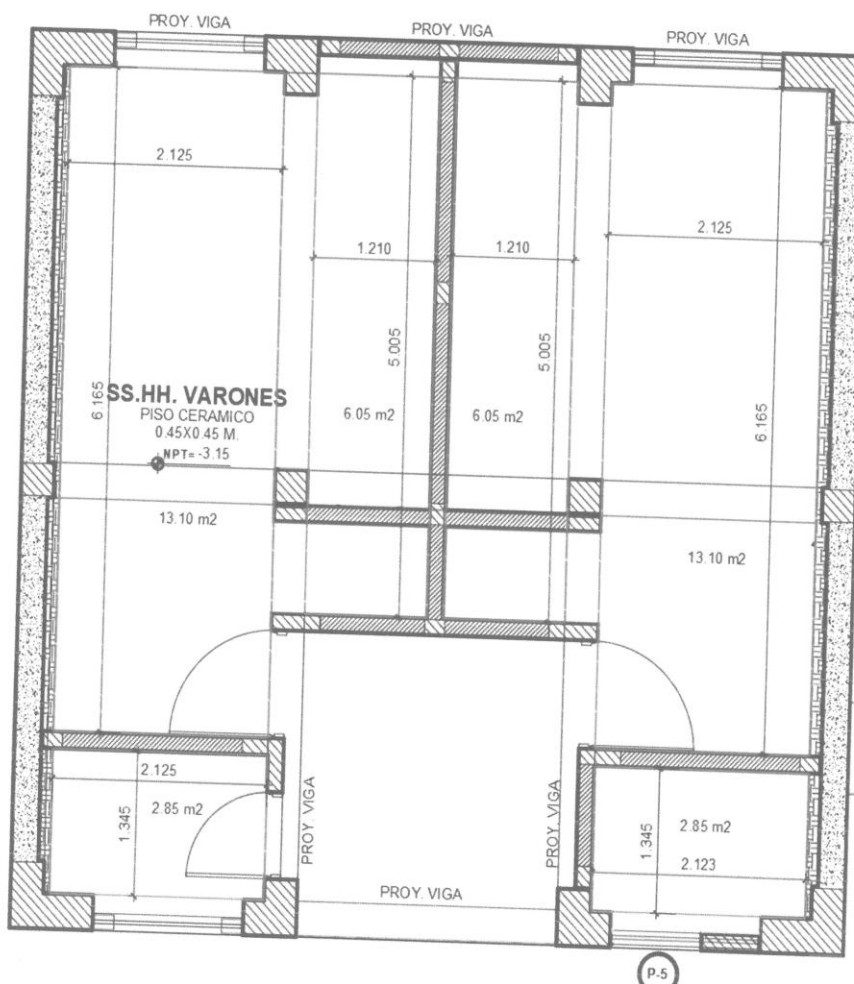 PROY. VIGA
PROY. VIGA
PROY. VIGA
2.125
2.125
1.210
1.210
5.005
5.005
6.165
6.165
SS.HH. VARONES
PISO CERAMICO
0.45X0.45 M.
NPT= -3.15
6.05 m2
6.05 m2
13.10 m2
13.10 m2
2.125
2.85 m2
1.345
PROY. VIGA
PROY. VIGA
PROY. VIGA
1.345
2.85 m2
2.123
P-5